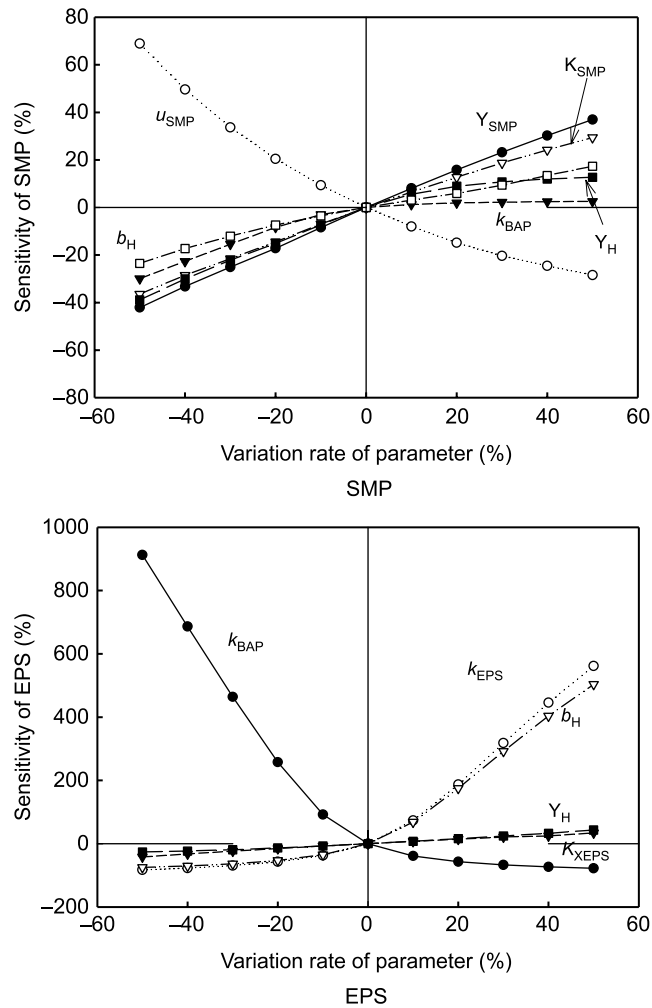 80
60
40
20
0
–20
–40
–60
–80
Sensitivity of SMP (%)
u_SMP
Y_SMP
K_SMP
b_H
k_BAP
Y_H
–60 –40 –20 0 20 40 60
Variation rate of parameter (%)
SMP
1000
800
600
400
200
0
–200
Sensitivity of EPS (%)
k_BAP
k_EPS
b_H
Y_H
K_XEPS
–60 –40 –20 0 20 40 60
Variation rate of parameter (%)
EPS